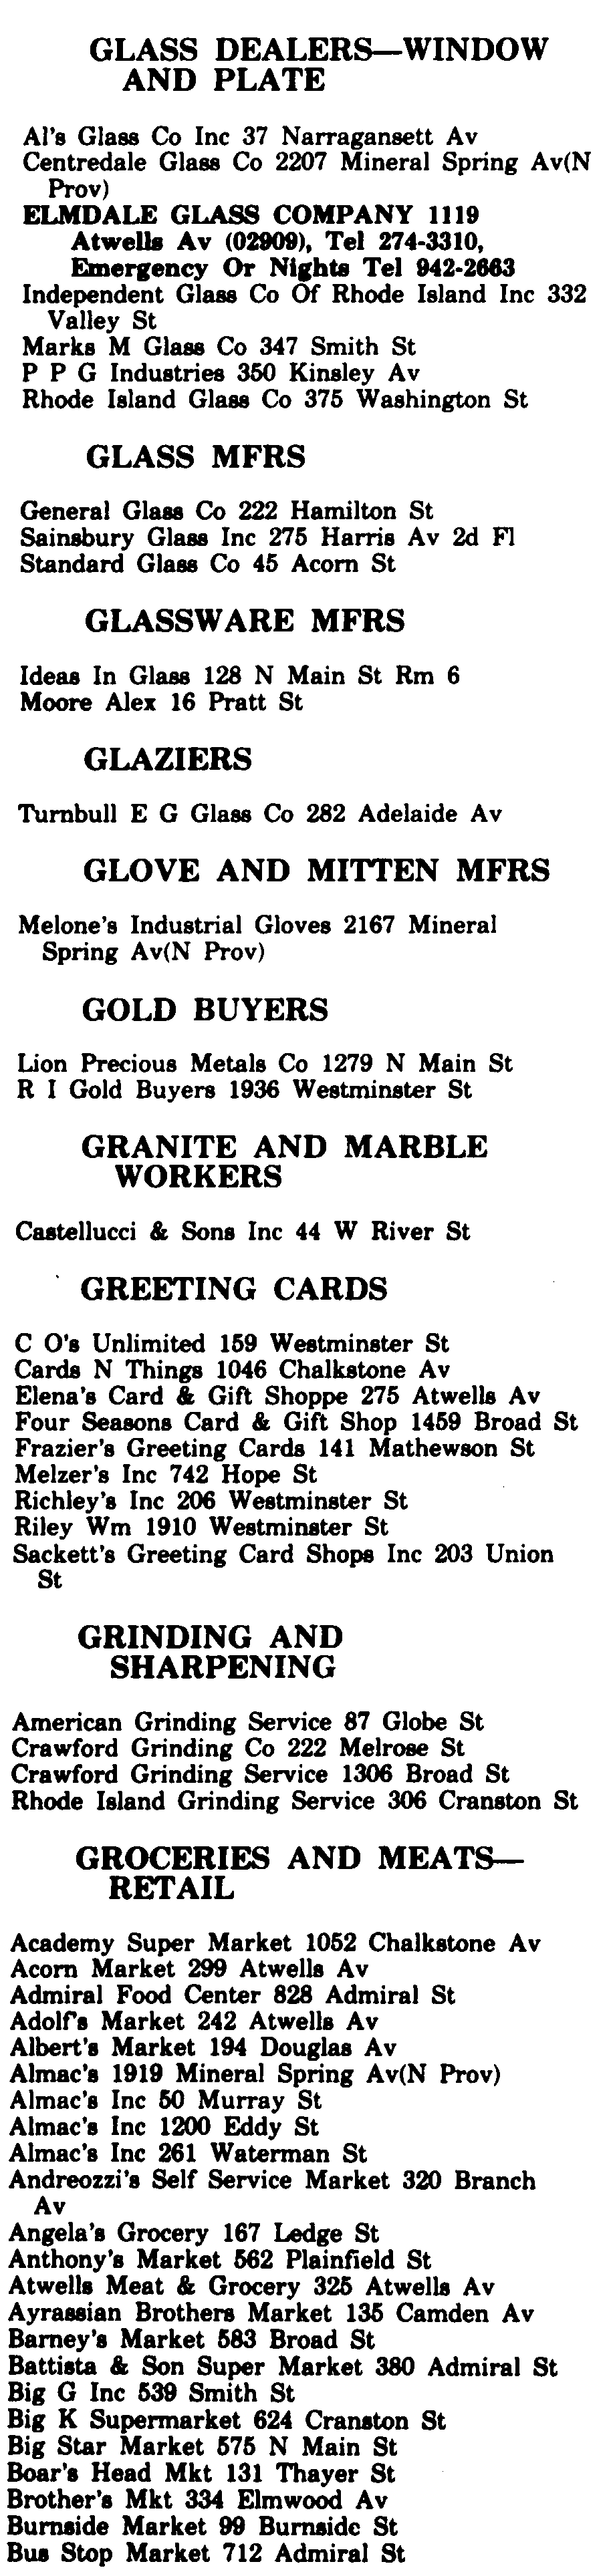 GLASS DEALERS—WINDOW
AND PLATE
Al's Glass Co Inc 37 Narragansett Av
Centredale Glass Co 2207 Mineral Spring Av(N
Prov)
ELMDALE GLASS COMPANY 1119
Atwells Av (02909), Tel 274-3310,
Emergency Or Nights Tel 942-2663
Independent Glass Co Of Rhode Island Inc 332
Valley St
Marks M Glass Co 347 Smith St
P P G Industries 350 Kinsley Av
Rhode Island Glass Co 375 Washington St
GLASS MFRS
General Glass Co 222 Hamilton St
Sainsbury Glass Inc 275 Harris Av 2d Fl
Standard Glass Co 45 Acorn St
GLASSWARE MFRS
Ideas In Glass 128 N Main St Rm 6
Moore Alex 16 Pratt St
GLAZIERS
Turnbull E G Glass Co 282 Adelaide Av
GLOVE AND MITTEN MFRS
Melone's Industrial Gloves 2167 Mineral
Spring Av(N Prov)
GOLD BUYERS
Lion Precious Metals Co 1279 N Main St
R I Gold Buyers 1936 Westminster St
GRANITE AND MARBLE
WORKERS
Castellucci & Sons Inc 44 W River St
GREETING CARDS
C O's Unlimited 159 Westminster St
Cards N Things 1046 Chalkstone Av
Elena's Card & Gift Shoppe 275 Atwells Av
Four Seasons Card & Gift Shop 1459 Broad St
Frazier's Greeting Cards 141 Mathewson St
Melzer's Inc 742 Hope St
Richley's Inc 206 Westminster St
Riley Wm 1910 Westminster St
Sackett's Greeting Card Shops Inc 203 Union
St
GRINDING AND
SHARPENING
American Grinding Service 87 Globe St
Crawford Grinding Co 222 Melrose St
Crawford Grinding Service 1306 Broad St
Rhode Island Grinding Service 306 Cranston St
GROCERIES AND MEATS—
RETAIL
Academy Super Market 1052 Chalkstone Av
Acorn Market 299 Atwells Av
Admiral Food Center 828 Admiral St
Adolf's Market 242 Atwells Av
Albert's Market 194 Douglas Av
Almac's 1919 Mineral Spring Av(N Prov)
Almac's Inc 50 Murray St
Almac's Inc 1200 Eddy St
Almac's Inc 261 Waterman St
Andreozzi's Self Service Market 320 Branch
Av
Angela's Grocery 167 Ledge St
Anthony's Market 562 Plainfield St
Atwells Meat & Grocery 325 Atwells Av
Ayrassian Brothers Market 135 Camden Av
Barney's Market 583 Broad St
Battista & Son Super Market 380 Admiral St
Big G Inc 539 Smith St
Big K Supermarket 624 Cranston St
Big Star Market 575 N Main St
Boar's Head Mkt 131 Thayer St
Brother's Mkt 334 Elmwood Av
Burnside Market 99 Burnside St
Bus Stop Market 712 Admiral St